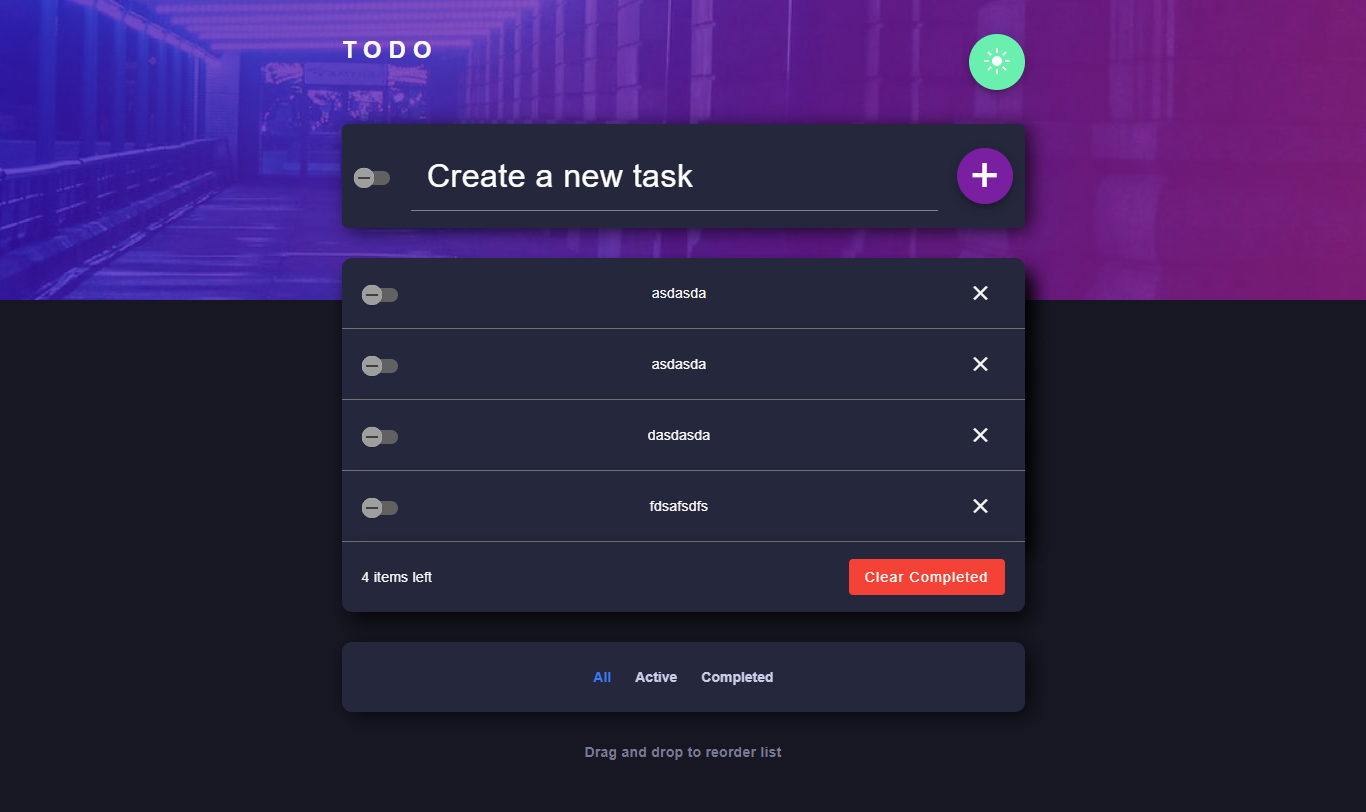 TODO
Create a new task
asdasda
asdasda
dasdasda
fdsafsdfs
4 items left
Clear Completed
All Active Completed
Drag and drop to reorder list